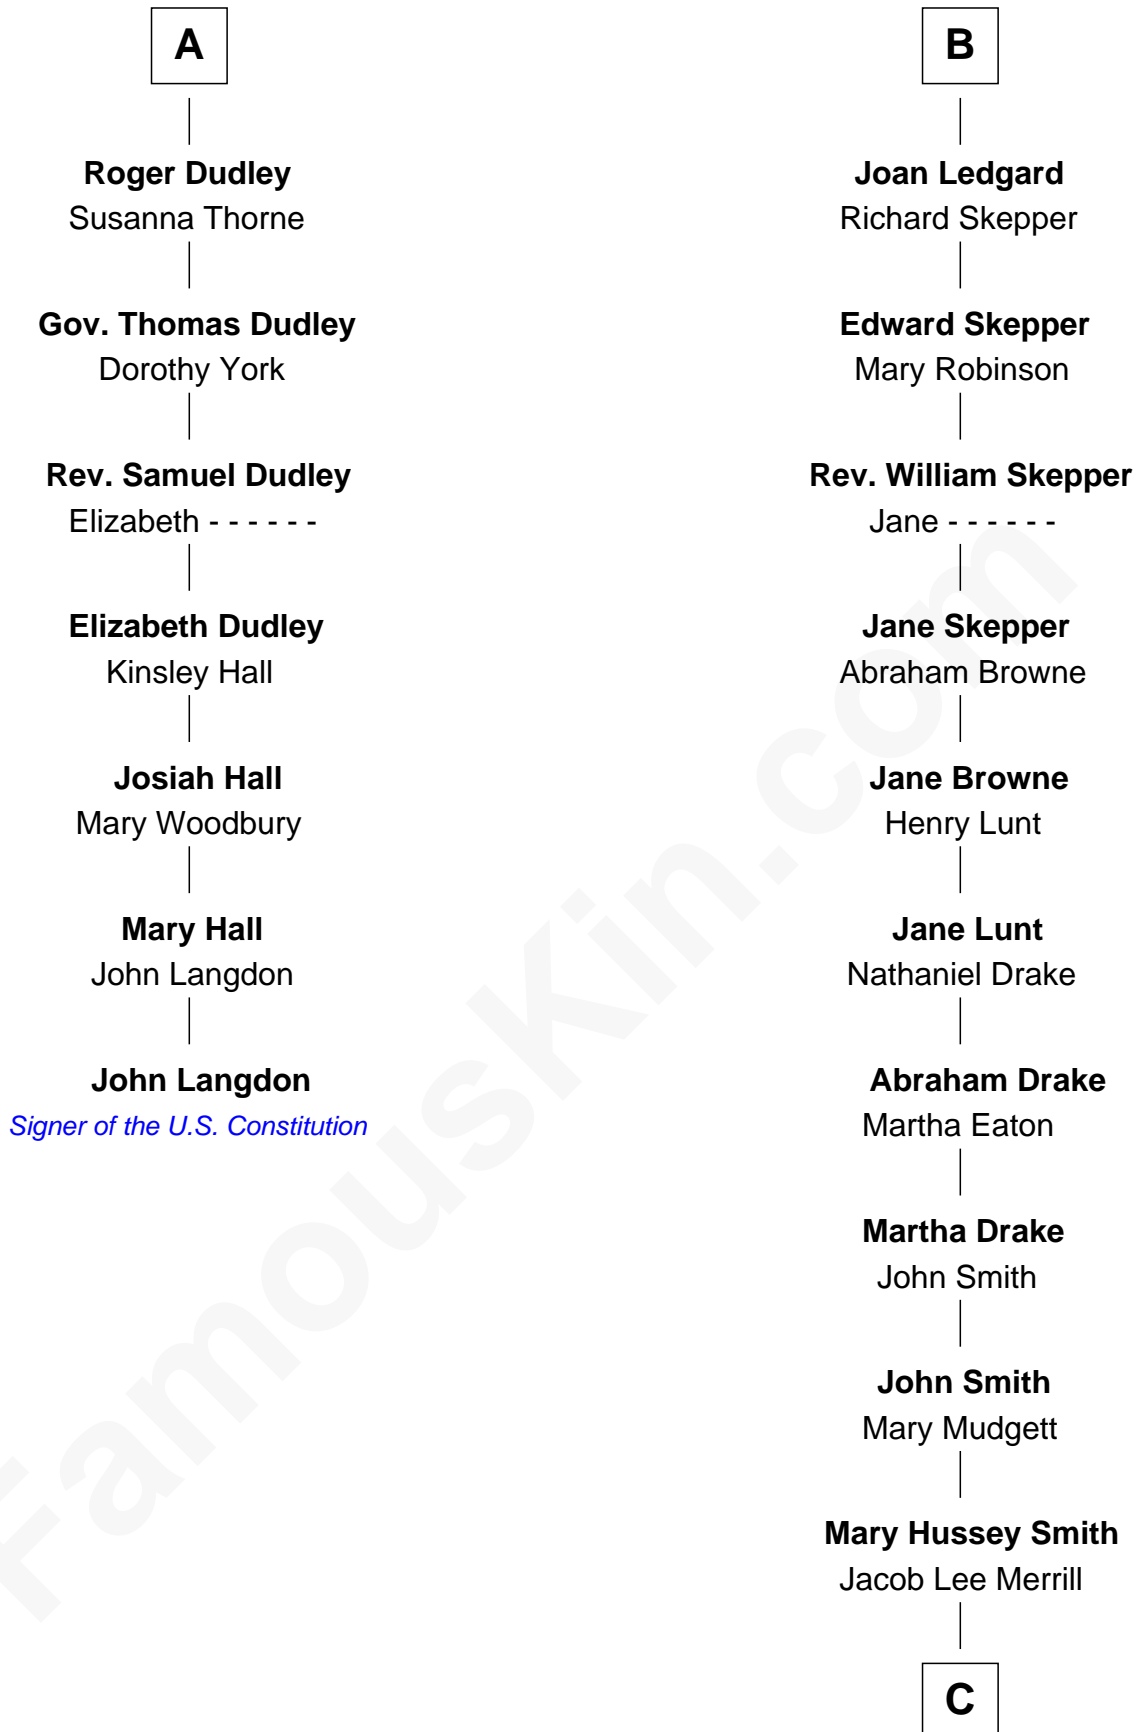 A
Roger Dudley
Susanna Thorne
Gov. Thomas Dudley
Dorothy York
Rev. Samuel Dudley
Elizabeth - - - - - -
Elizabeth Dudley
Kinsley Hall
Josiah Hall
Mary Woodbury
Mary Hall
John Langdon
John Langdon
Signer of the U.S. Constitution
B
Joan Ledgard
Richard Skepper
Edward Skepper
Mary Robinson
Rev. William Skepper
Jane - - - - - -
Jane Skepper
Abraham Browne
Jane Browne
Henry Lunt
Jane Lunt
Nathaniel Drake
Abraham Drake
Martha Eaton
Martha Drake
John Smith
John Smith
Mary Mudgett
Mary Hussey Smith
Jacob Lee Merrill
C
FamousKin.com